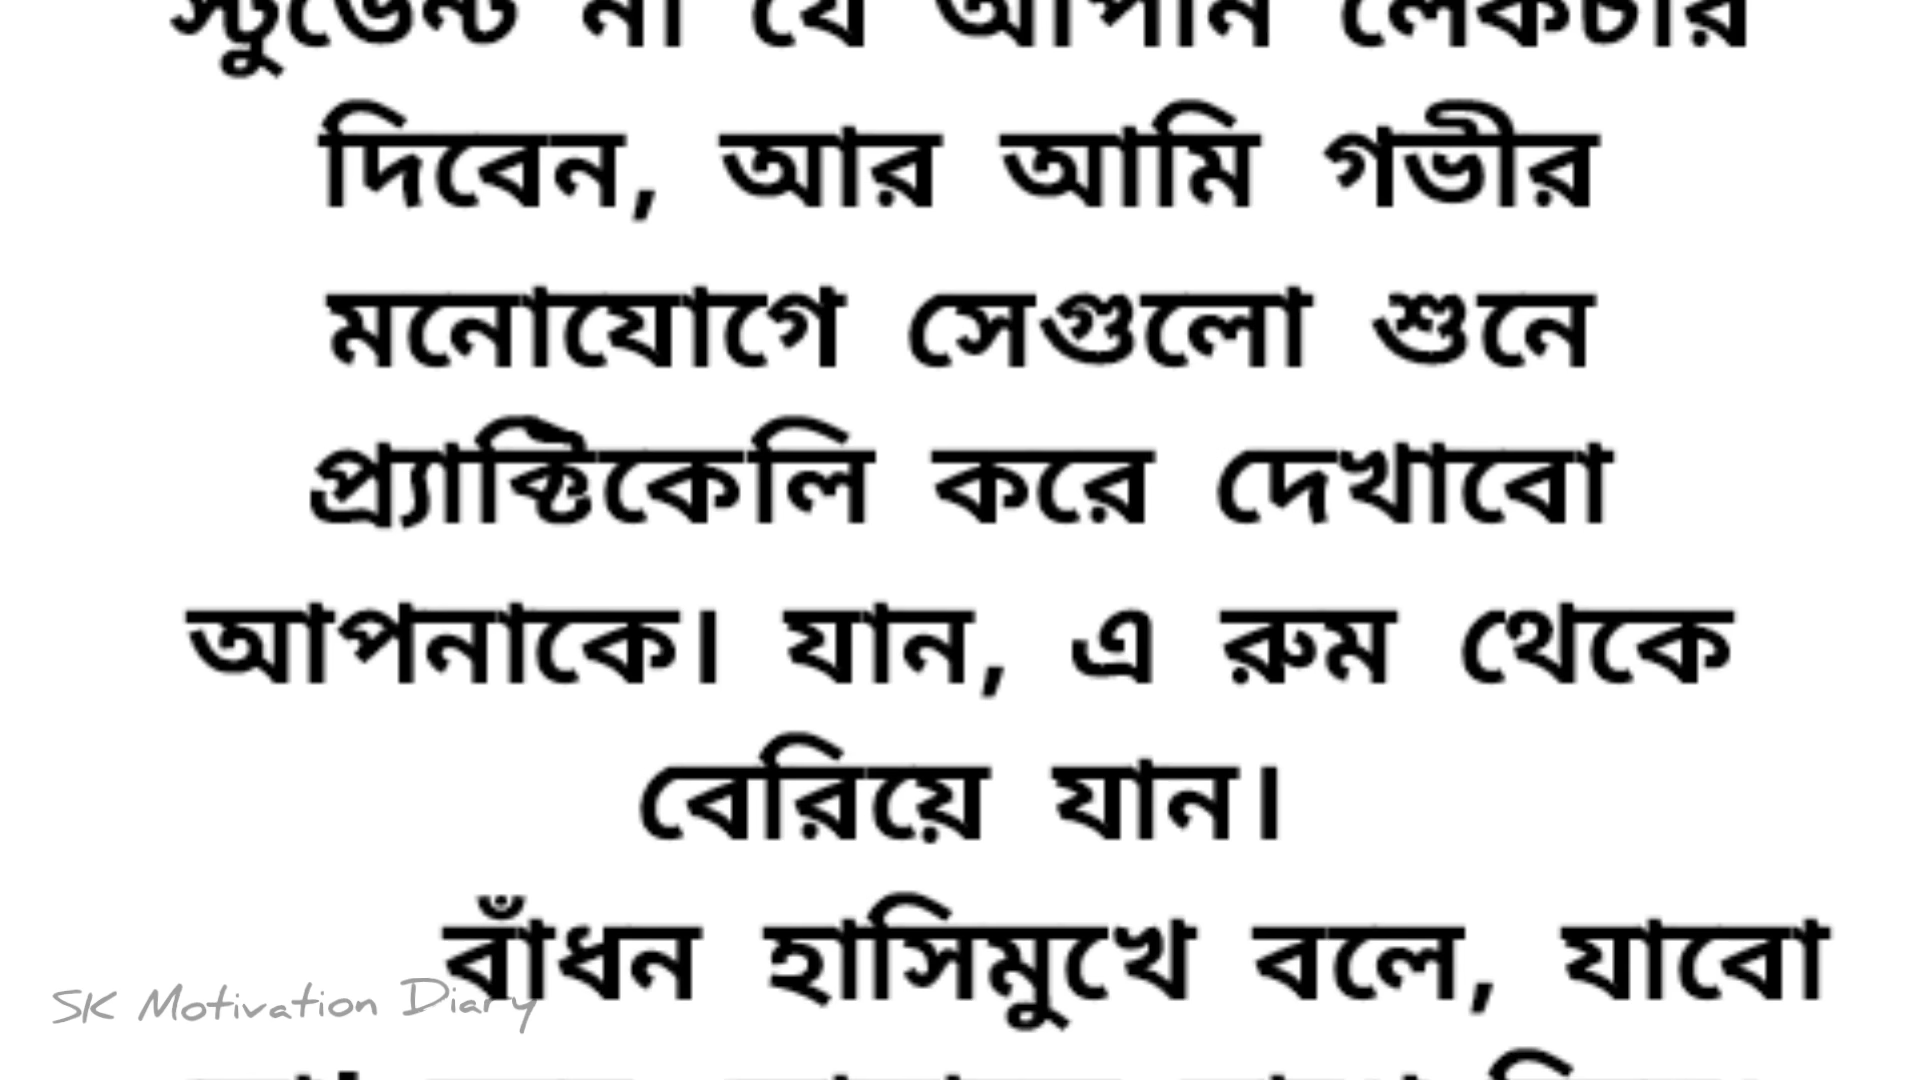 স্টুডেন্ট না যে আপনি লেকচার
দিবেন, আর আমি গভীর
মনোযোগে সেগুলো শুনে
প্র্যাক্টিকেলি করে দেখাবো
আপনাকে। যান, এ রুম থেকে
বেরিয়ে যান।
বাঁধন হাসিমুখে বলে, যাবো
SK Motivation Diary